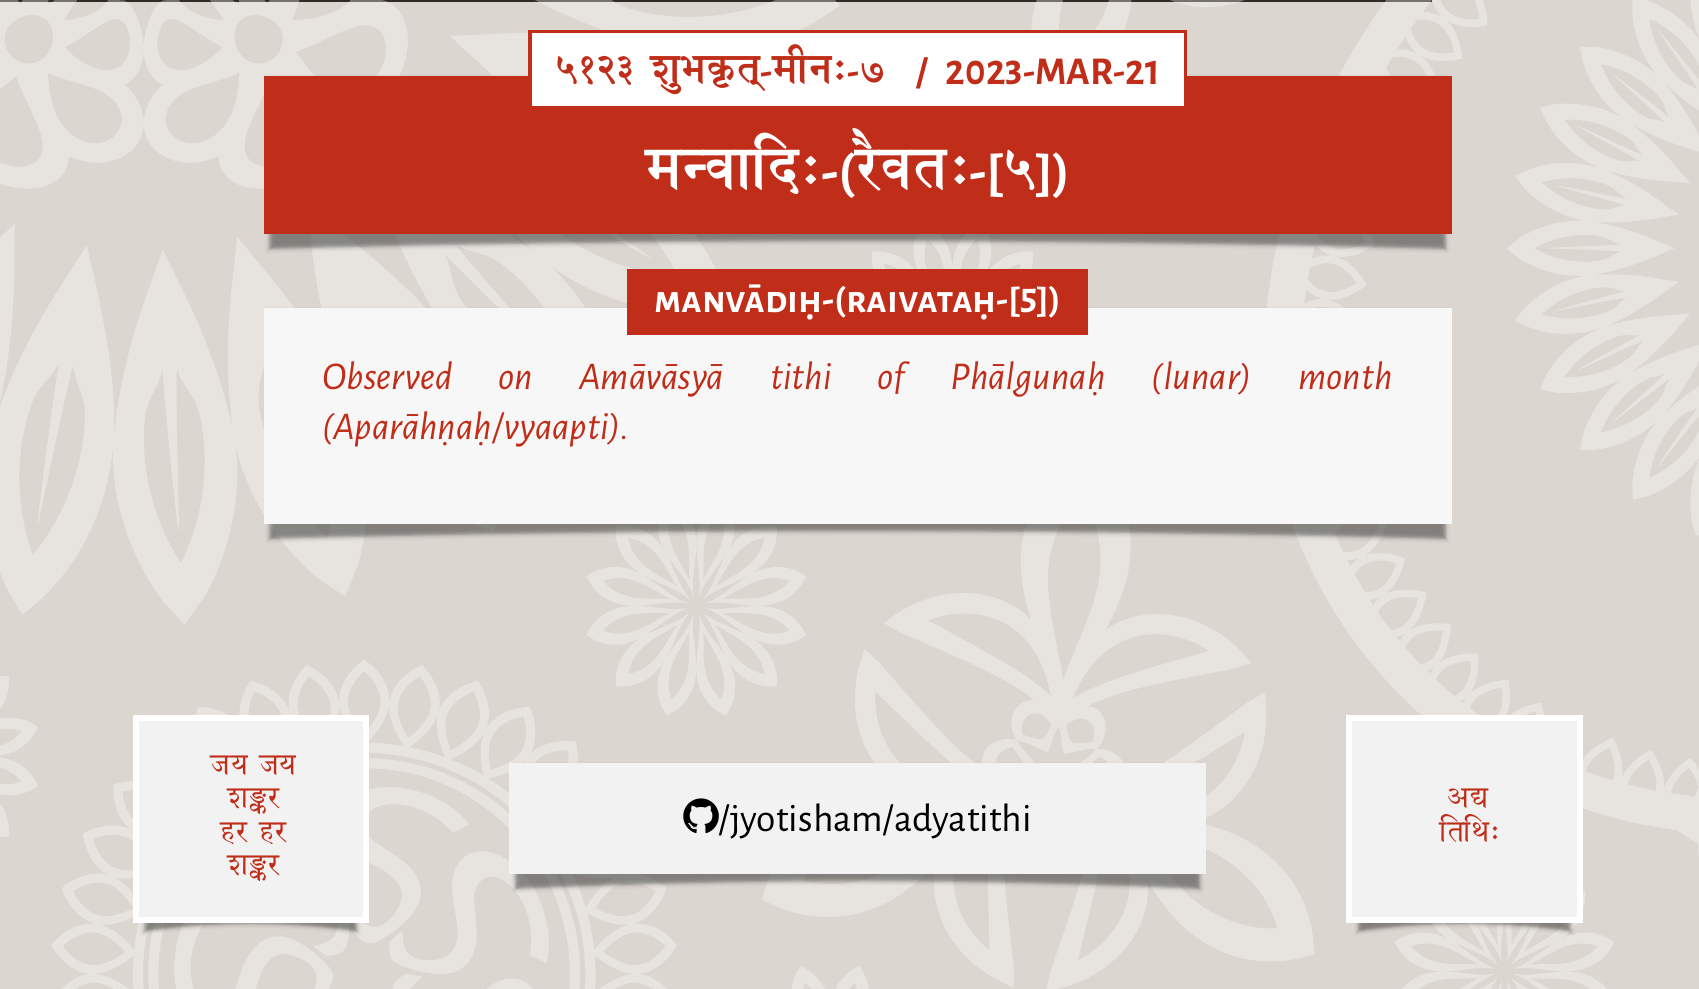 ५१२३ शुभकृत्-मीनः-७ / 2023-MAR-21
मन्वादिः-(रैवतः-[५])
MANVĀDIḤ-(RAIVATAḤ-[5])
Observed on Amāvāsyā tithi of Phālgunaḥ (lunar) month
(Aparāhṇaḥ/vyaapti).
जय जय
शङ्कर
हर हर
शङ्कर
/jyotisham/adyatithi
अद्य
तिथिः